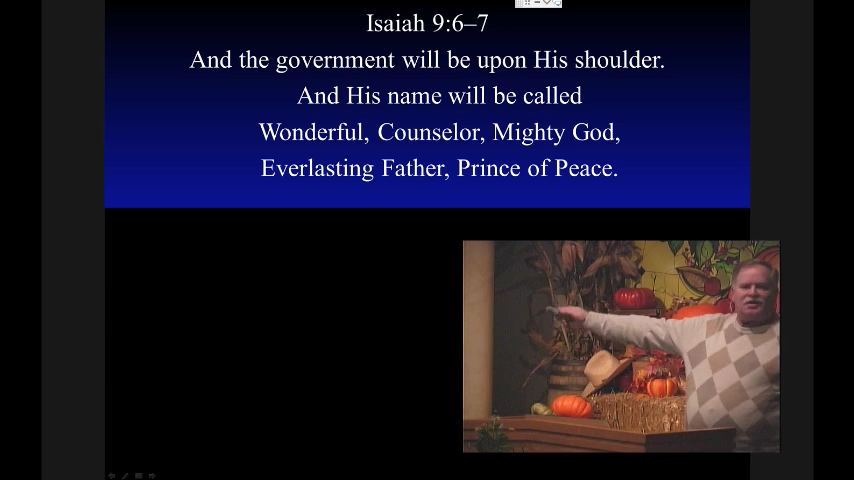 Isaiah 9:6–7
And the government will be upon His shoulder.
And His name will be called
Wonderful, Counselor, Mighty God,
Everlasting Father, Prince of Peace.